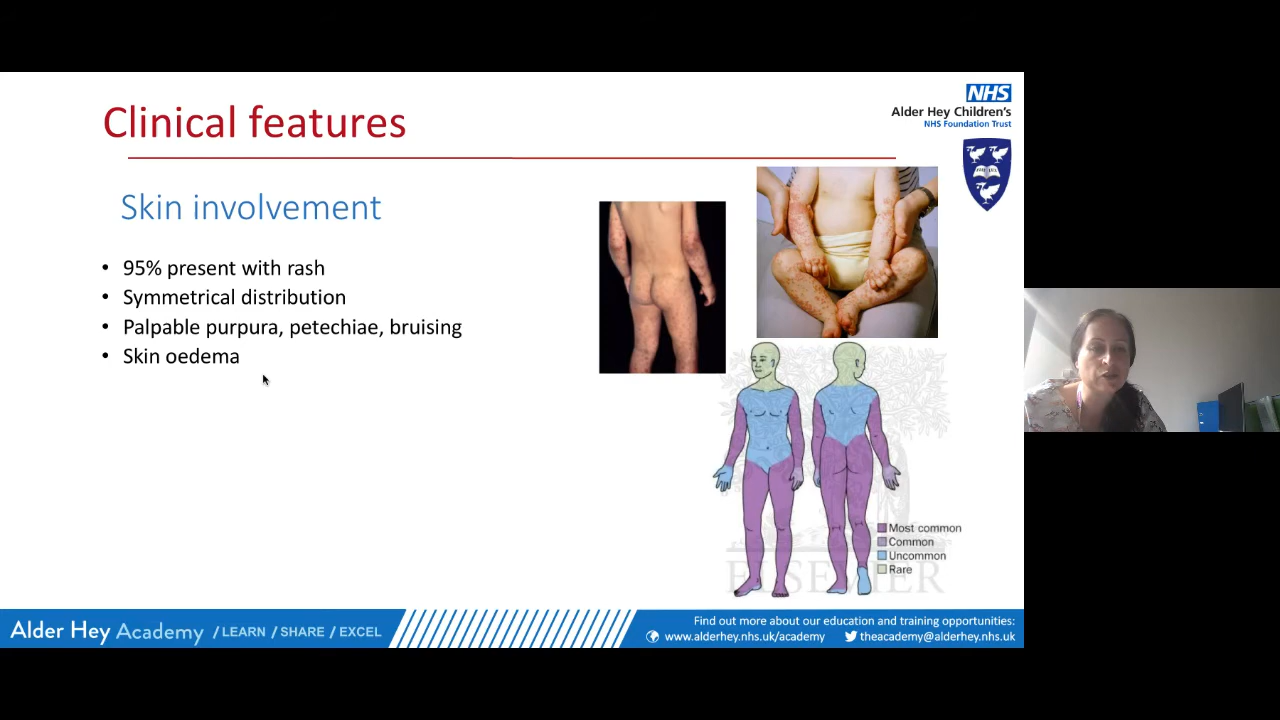 Clinical features
NHS
Alder Hey Children's
NHS Foundation Trust
Skin involvement
• 95% present with rash
• Symmetrical distribution
• Palpable purpura, petechiae, bruising
• Skin oedema
Most common
Common
Uncommon
Rare
ELSEVIER
Alder Hey Academy / LEARN / SHARE / EXCEL
Find out more about our education and training opportunities:
www.alderhey.nhs.uk/academy theacademy@alderhey.nhs.uk